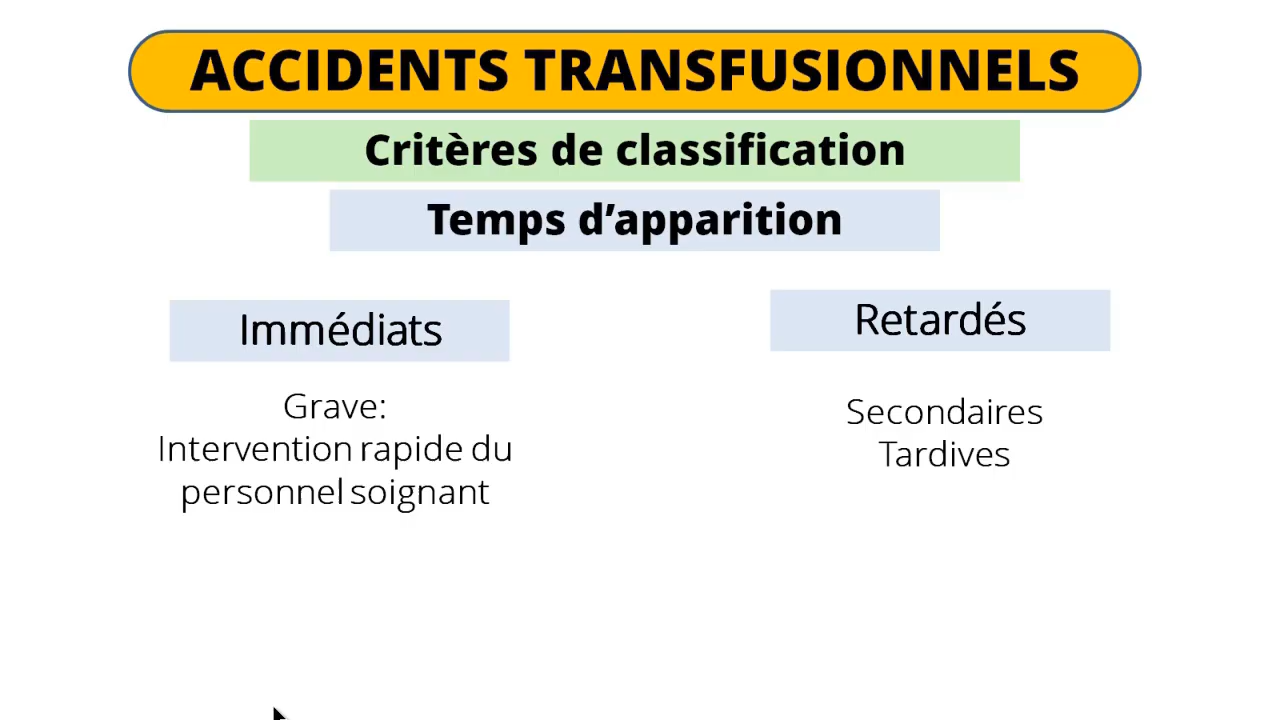 ACCIDENTS TRANSFUSIONNELS
Critères de classification
Temps d’apparition
Immédiats
Grave:
Intervention rapide du
personnel soignant
Retardés
Secondaires
Tardives